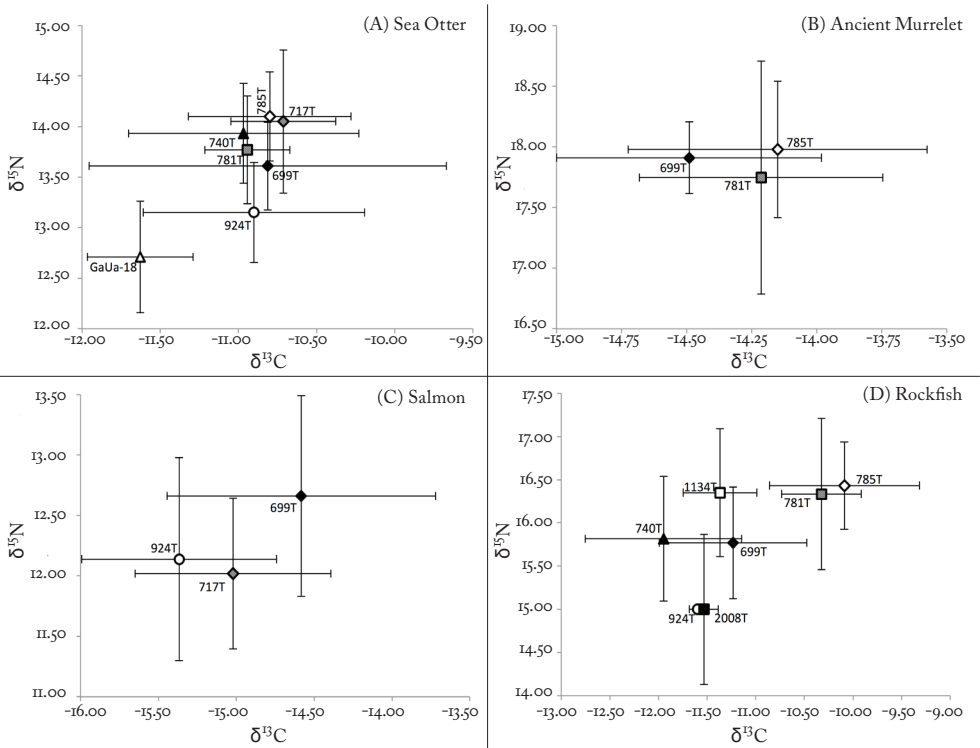 (A) Sea Otter
15.00
14.50
14.00
13.50
13.00
12.50
12.00
δ¹⁵N
785T
717T
740T
781T
699T
924T
GaUa-18
-12.00 -11.50 -11.00 -10.50 -10.00 -9.50
δ¹³C
(B) Ancient Murrelet
19.00
18.50
18.00
17.50
17.00
16.50
δ¹⁵N
785T
699T
781T
-15.00 -14.75 -14.50 -14.25 -14.00 -13.75 -13.50
δ¹³C
(C) Salmon
13.50
13.00
12.50
12.00
11.50
11.00
δ¹⁵N
699T
924T
717T
-16.00 -15.50 -15.00 -14.50 -14.00 -13.50
δ¹³C
(D) Rockfish
17.50
17.00
16.50
16.00
15.50
15.00
14.50
14.00
δ¹⁵N
1134T
785T
781T
740T
699T
924T
2008T
-13.00 -12.50 -12.00 -11.50 -11.00 -10.50 -10.00 -9.50 -9.00
δ¹³C